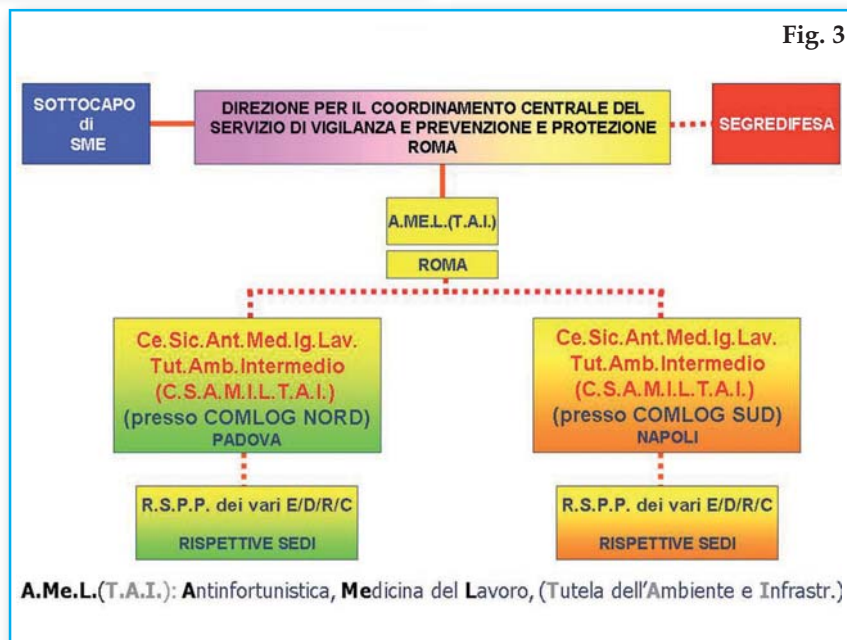 Fig. 3
SOTTOCAPO
di
SME
DIREZIONE PER IL COORDINAMENTO CENTRALE DEL
SERVIZIO DI VIGILANZA E PREVENZIONE E PROTEZIONE
ROMA
SEGREDIFESA
A.ME.L.(T.A.I.)
ROMA
Ce.Sic.Ant.Med.Ig.Lav.
Tut.Amb.Intermedio
(C.S.A.M.I.L.T.A.I.)
(presso COMLOG NORD)
PADOVA
Ce.Sic.Ant.Med.Ig.Lav.
Tut.Amb.Intermedio
(C.S.A.M.I.L.T.A.I.)
(presso COMLOG SUD)
NAPOLI
R.S.P.P. dei vari E/D/R/C
RISPETTIVE SEDI
R.S.P.P. dei vari E/D/R/C
RISPETTIVE SEDI
A.Me.L.(T.A.I.): Antinfortunistica, Medicina del Lavoro, (Tutela dell'Ambiente e Infrastr.)